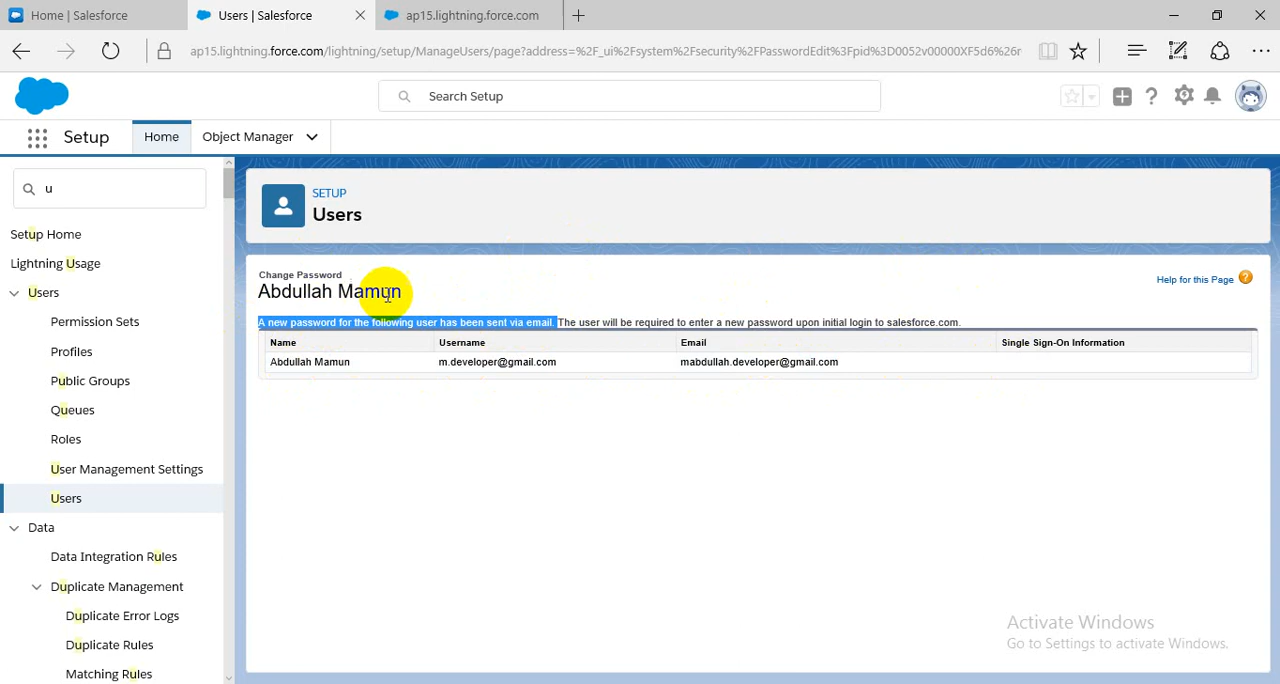 Home | Salesforce
Users | Salesforce
ap15.lightning.force.com
ap15.lightning.force.com/lightning/setup/ManageUsers/page?address=%2F_ui%2Fsystem%2Fsecurity%2FPasswordEdit%3Fpid%3D0052v00000XF5d6%26r
Search Setup
Setup
Home
Object Manager
u
Setup Home
Lightning Usage
Users
Permission Sets
Profiles
Public Groups
Queues
Roles
User Management Settings
Users
Data
Data Integration Rules
Duplicate Management
Duplicate Error Logs
Duplicate Rules
Matching Rules
SETUP
Users
Change Password
Abdullah Mamun
Help for this Page
A new password for the following user has been sent via email. The user will be required to enter a new password upon initial login to salesforce.com.
Name Username Email Single Sign-On Information
Abdullah Mamun m.developer@gmail.com mabdullah.developer@gmail.com
Activate Windows
Go to Settings to activate Windows.